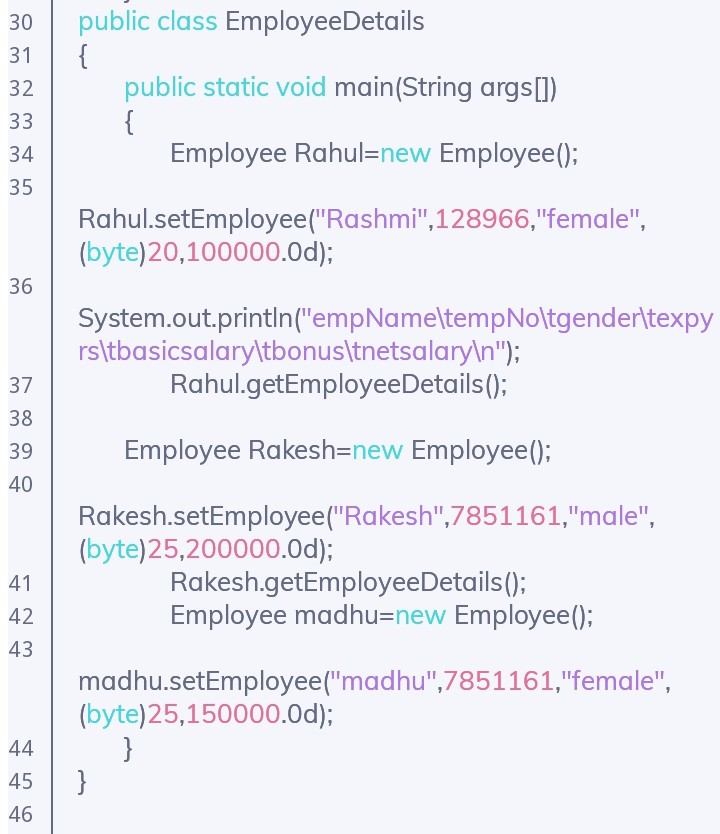 30 public class EmployeeDetails
31 {
32 public static void main(String args[])
33 {
34 Employee Rahul=new Employee();
35
Rahul.setEmployee("Rashmi",128966,"female",
(byte)20,100000.0d);
36
System.out.println("empName\tempNo\tgender\texpy
rs\tbasicsalary\tbonus\tnetsalary\n");
37 Rahul.getEmployeeDetails();
38
39 Employee Rakesh=new Employee();
40
Rakesh.setEmployee("Rakesh",7851161,"male",
(byte)25,200000.0d);
41 Rakesh.getEmployeeDetails();
42 Employee madhu=new Employee();
43
madhu.setEmployee("madhu",7851161,"female",
(byte)25,150000.0d);
44 }
45 }
46